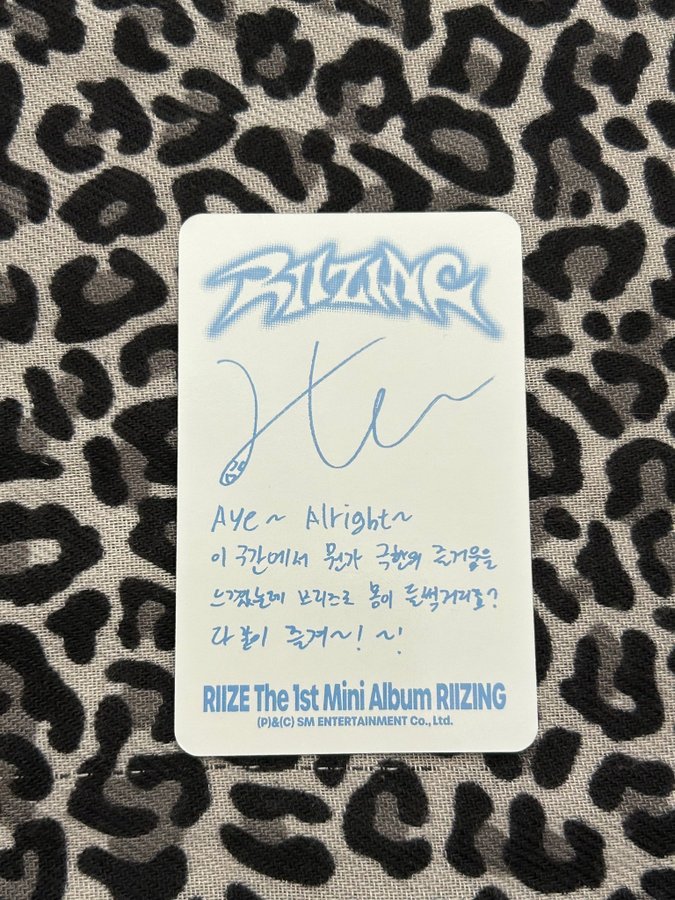 RIIZING
Aye~ Alright~
이 구간에서 뭔가 극한의 즐거움을
느꼈는데 브리즈도 몸이 들썩거리죠?
다 같이 즐겨~! ~!
RIIZE The 1st Mini Album RIIZING
(P)&(C) SM ENTERTAINMENT Co., Ltd.